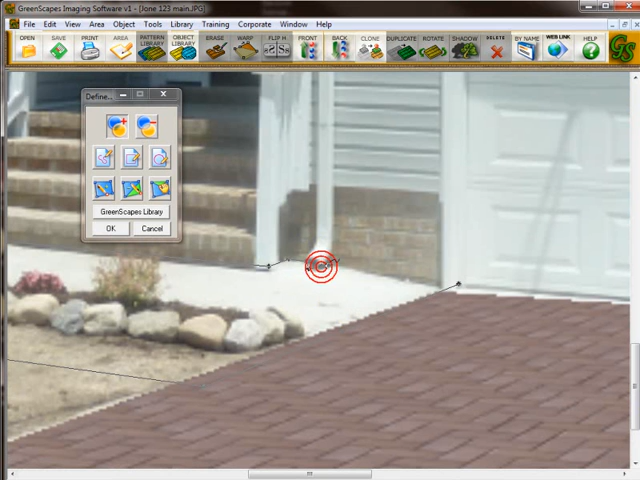 GreenScapes Imaging Software v1 - [Jone 123 main.JPG]
File Edit View Area Object Tools Library Training Corporate Window Help
OPEN SAVE PRINT AREA PATTERN LIBRARY OBJECT LIBRARY ERASE WARP FLIP H FRONT BACK CLONE DUPLICATE ROTATE SHADOW DELETE BY NAME WEB LINK HELP GS
Define...
GreenScapes Library
OK Cancel